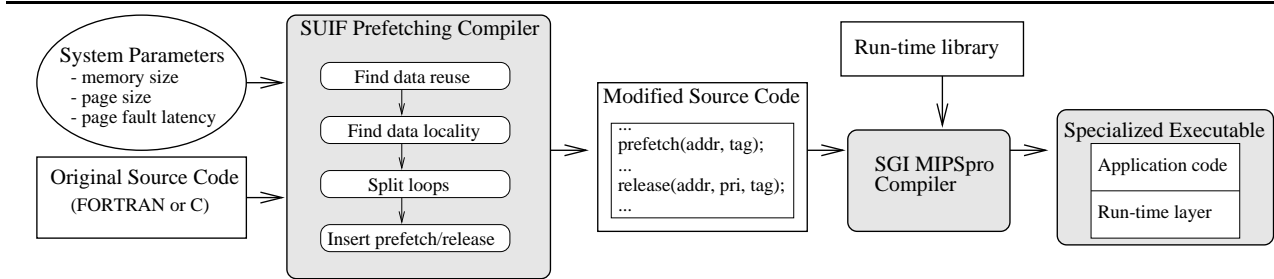 System Parameters
- memory size
- page size
- page fault latency
Original Source Code
(FORTRAN or C)
SUIF Prefetching Compiler
Find data reuse
Find data locality
Split loops
Insert prefetch/release
Modified Source Code
...
prefetch(addr, tag);
...
release(addr, pri, tag);
...
Run-time library
SGI MIPSpro
Compiler
Specialized Executable
Application code
Run-time layer